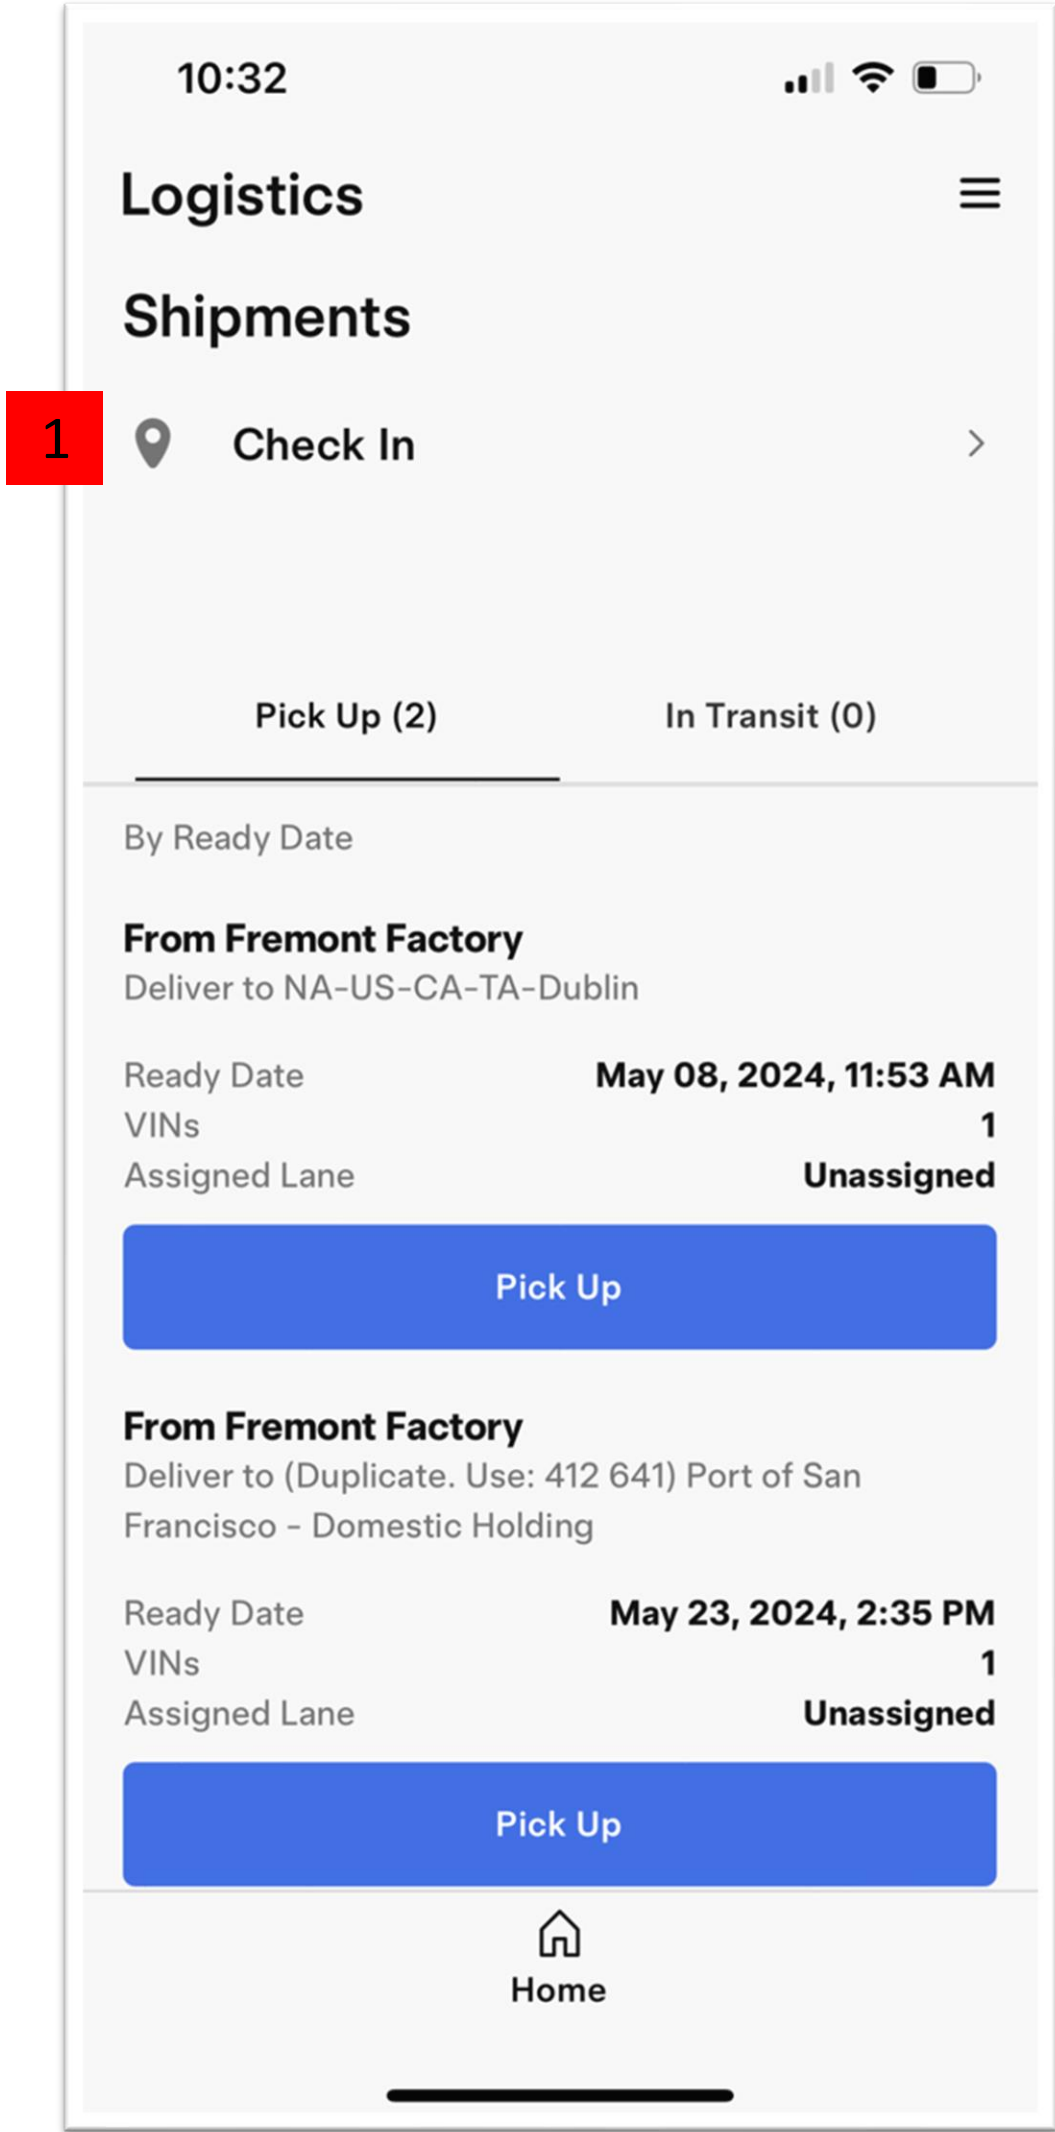 10:32
Logistics
Shipments
1
Check In
Pick Up (2)
In Transit (0)
By Ready Date
From Fremont Factory
Deliver to NA-US-CA-TA-Dublin
Ready Date May 08, 2024, 11:53 AM
VINs 1
Assigned Lane Unassigned
Pick Up
From Fremont Factory
Deliver to (Duplicate. Use: 412 641) Port of San
Francisco - Domestic Holding
Ready Date May 23, 2024, 2:35 PM
VINs 1
Assigned Lane Unassigned
Pick Up
Home